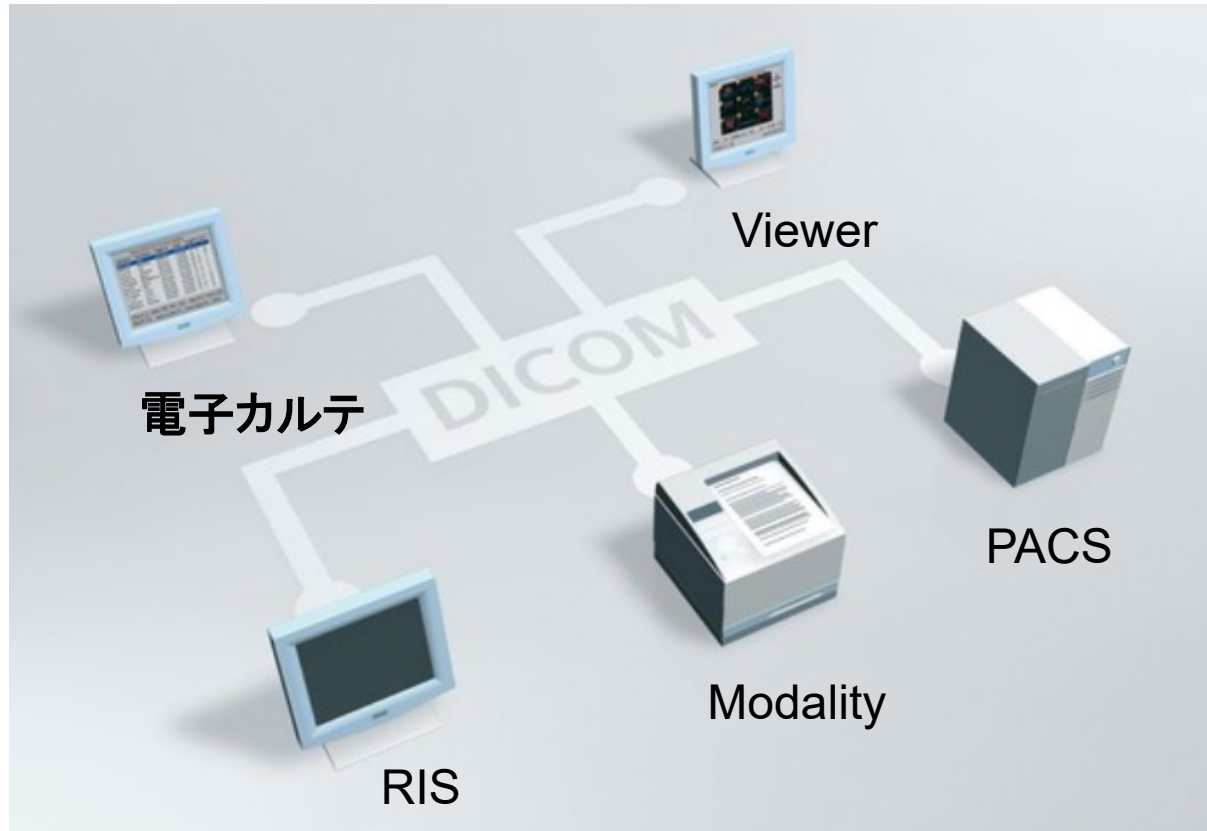 Viewer
電子カルテ
DICOM
PACS
Modality
RIS